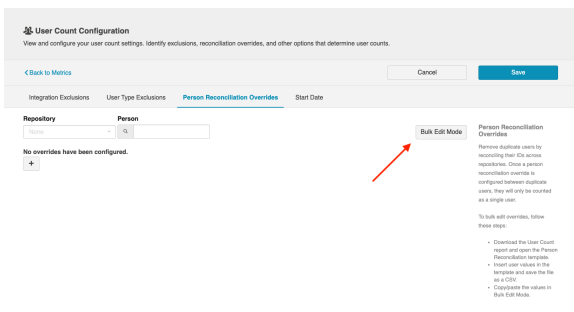 User Count Configuration
View and configure your user count settings. Identify exclusions, reconciliation overrides, and other options that determine user counts.
Back to Metrics
Cancel
Save
Integration Exclusions
User Type Exclusions
Person Reconciliation Overrides
Start Date
Repository
Person
None
Bulk Edit Mode
No overrides have been configured.
+
Person Reconciliation
Overrides
Remove duplicate users by
reconciling their IDs across
repositories. Once a person
reconciliation override is
configured between duplicate
users, they will only be counted
as a single user.
To bulk edit overrides, follow
these steps:
• Download the User Count
report and open the Person
Reconciliation template.
• Insert user values in the
template and save the file
as a CSV.
• Copy/paste the values in
Bulk Edit Mode.